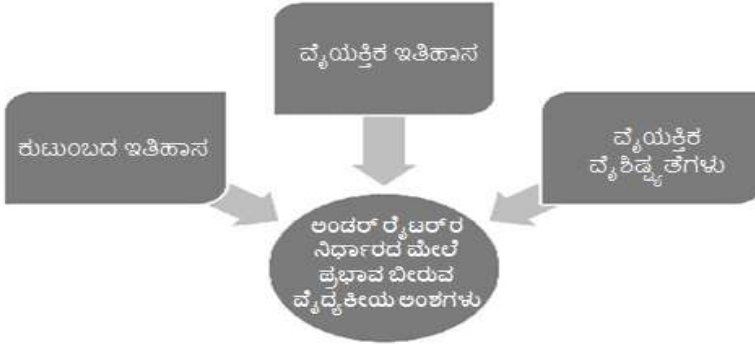 ವೈಯಕ್ತಿಕ ಇತಿಹಾಸ
ಕುಟುಂಬದ ಇತಿಹಾಸ
ವೈಯಕ್ತಿಕ
ವೈಶಿಷ್ಟ್ಯತೆಗಳು
ಅಂಡರ್ ರೈಟರ್‌ರ
ನಿರ್ಧಾರದ ಮೇಲೆ
ಪ್ರಭಾವ ಬೀರುವ
ವೈದ್ಯಕೀಯ ಅಂಶಗಳು